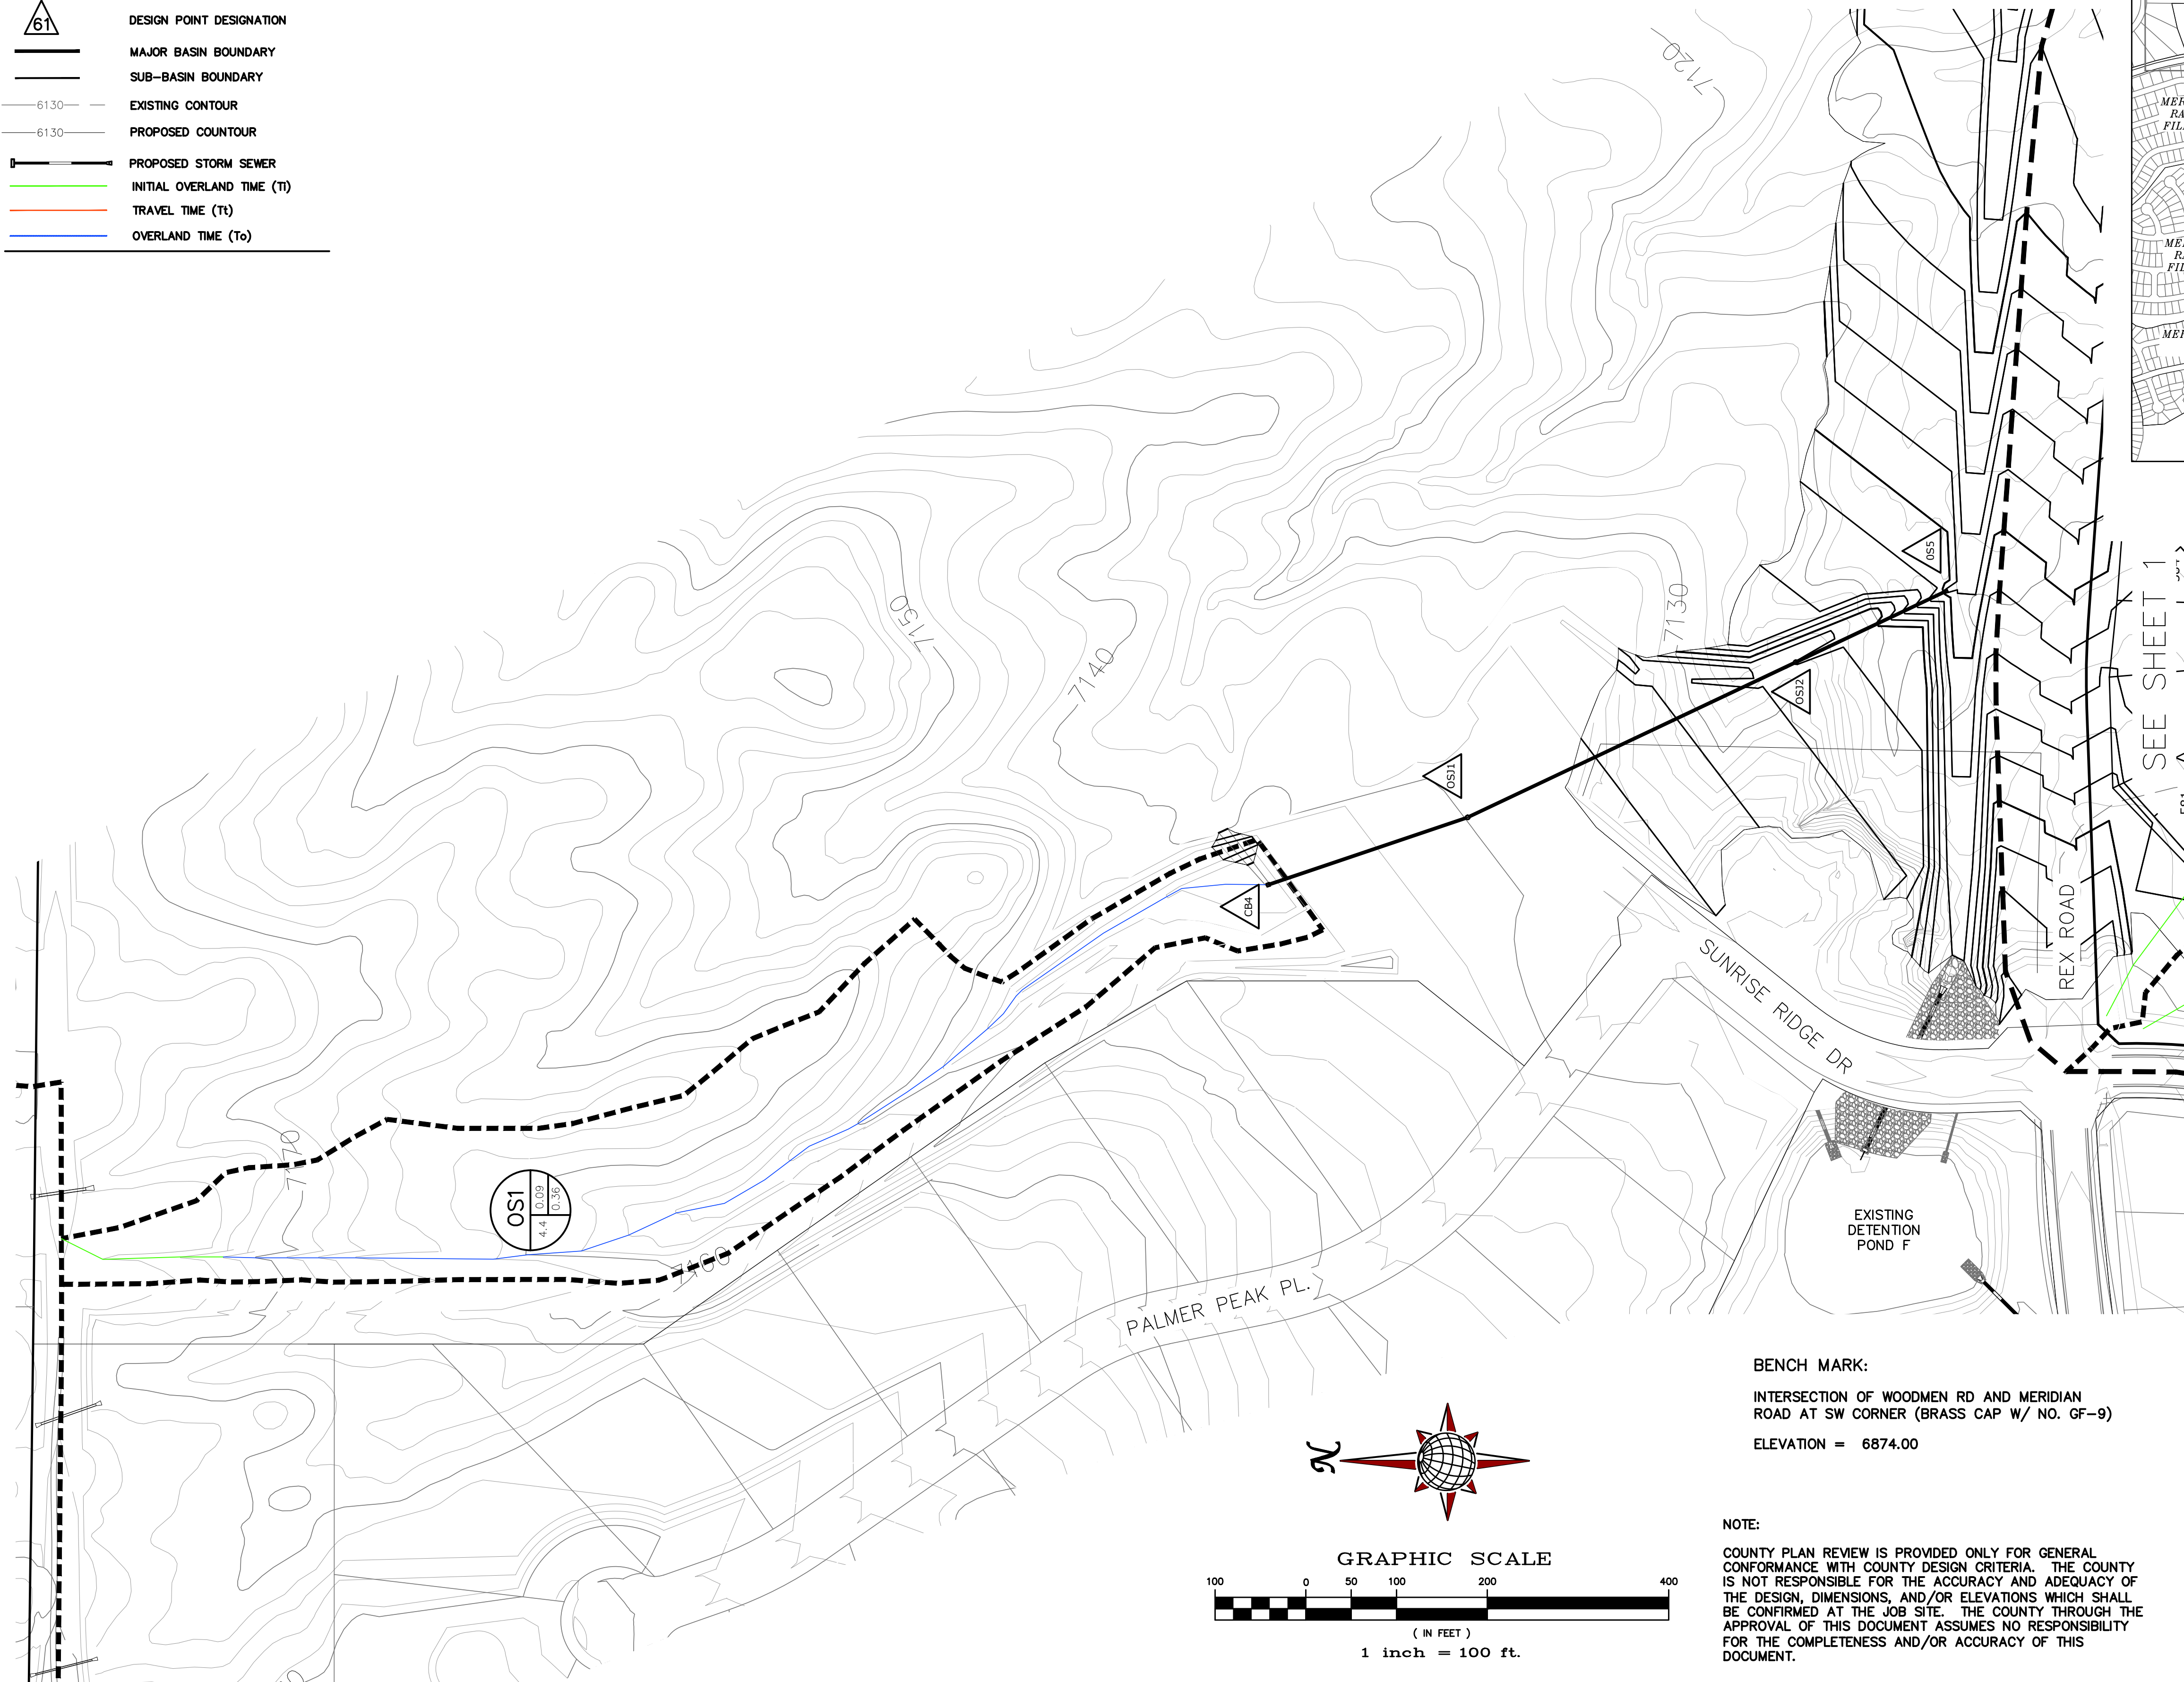 61
DESIGN POINT DESIGNATION
MAJOR BASIN BOUNDARY
SUB-BASIN BOUNDARY
6130
EXISTING CONTOUR
6130
PROPOSED COUNTOUR
PROPOSED STORM SEWER
INITIAL OVERLAND TIME (TI)
TRAVEL TIME (Tt)
OVERLAND TIME (To)
7120
7150
7140
7130
7170
7160
OS5
OSJ2
OSJ1
CB4
OS1
4.4
0.09
0.36
SEE SHEET 1
REX ROAD
SUNRISE RIDGE DR
PALMER PEAK PL.
EXISTING
DETENTION
POND F
BENCH MARK:
INTERSECTION OF WOODMEN RD AND MERIDIAN
ROAD AT SW CORNER (BRASS CAP W/ NO. GF-9)
ELEVATION = 6874.00
N
GRAPHIC SCALE
100 0 50 100 200 400
( IN FEET )
1 inch = 100 ft.
NOTE:
COUNTY PLAN REVIEW IS PROVIDED ONLY FOR GENERAL
CONFORMANCE WITH COUNTY DESIGN CRITERIA. THE COUNTY
IS NOT RESPONSIBLE FOR THE ACCURACY AND ADEQUACY OF
THE DESIGN, DIMENSIONS, AND/OR ELEVATIONS WHICH SHALL
BE CONFIRMED AT THE JOB SITE. THE COUNTY THROUGH THE
APPROVAL OF THIS DOCUMENT ASSUMES NO RESPONSIBILITY
FOR THE COMPLETENESS AND/OR ACCURACY OF THIS
DOCUMENT.